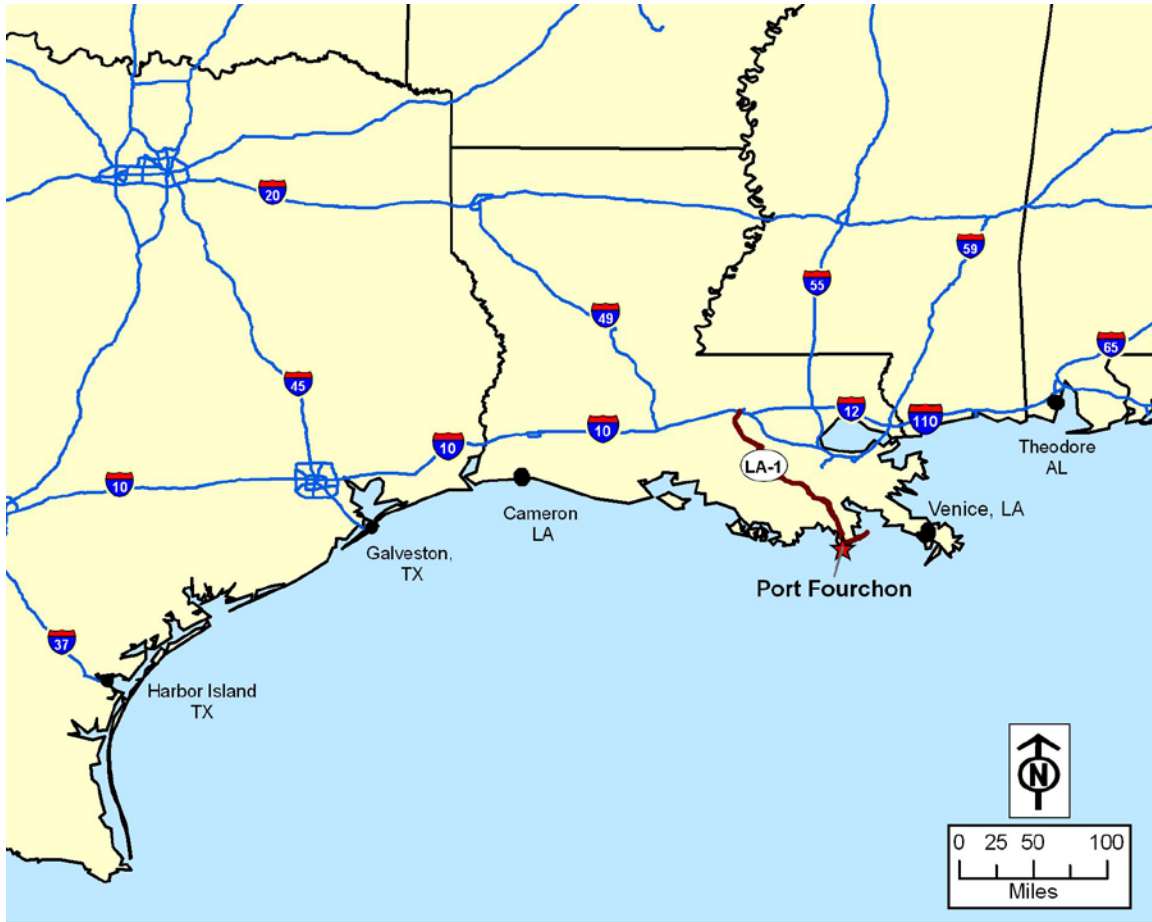 20
59
55
49
65
45
12
110
10
10
LA-1
10
Theodore
AL
Cameron
LA
Venice, LA
Galveston,
TX
Port Fourchon
37
Harbor Island
TX
N
0 25 50 100
Miles